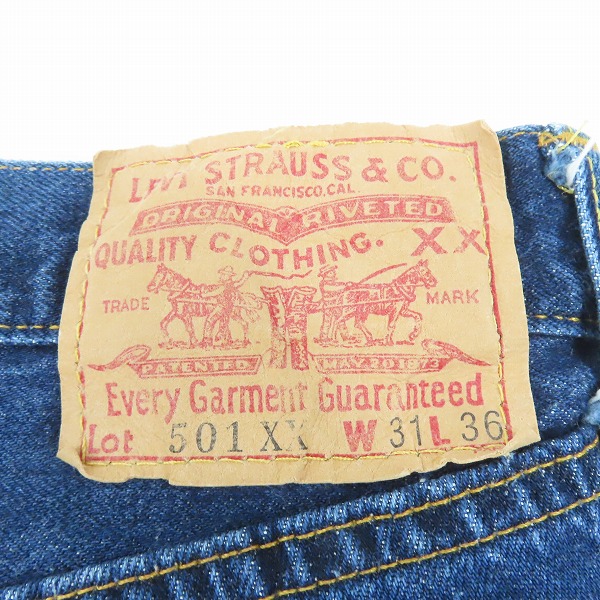 LEVI STRAUSS & CO.
SAN FRANCISCO, CAL.
ORIGINAL RIVETED
QUALITY CLOTHING. XX
TRADE MARK
PATENTED MAY 20 1873
Every Garment Guaranteed
Lot 501 XX W 31 L 36